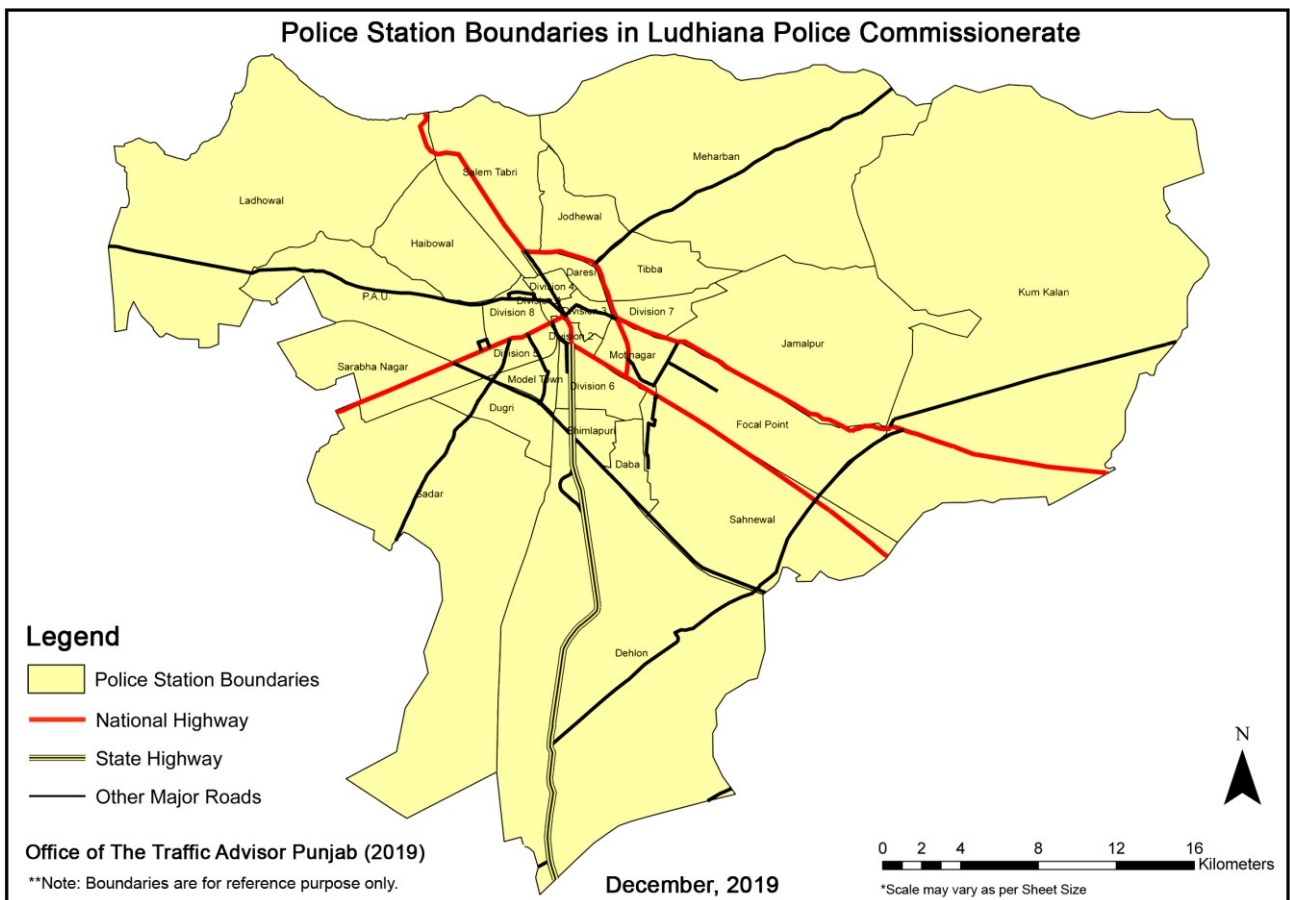 Police Station Boundaries in Ludhiana Police Commissionerate
Meharban
Salem Tabri
Ladhowal
Jodhewal
Haibowal
Daresi
Tibba
Division 4
Kum Kalan
P.A.U.
Division 8
Division 3
Division 7
Division 2
Jamalpur
Division 5
Sarabha Nagar
Model Town
Division 6
Dugri
Focal Point
Daba
Sadar
Sahnewal
Dehlon
Legend
Police Station Boundaries
National Highway
State Highway
Other Major Roads
N
Office of The Traffic Advisor Punjab (2019)
**Note: Boundaries are for reference purpose only.
December, 2019
0 2 4 8 12 16
Kilometers
*Scale may vary as per Sheet Size